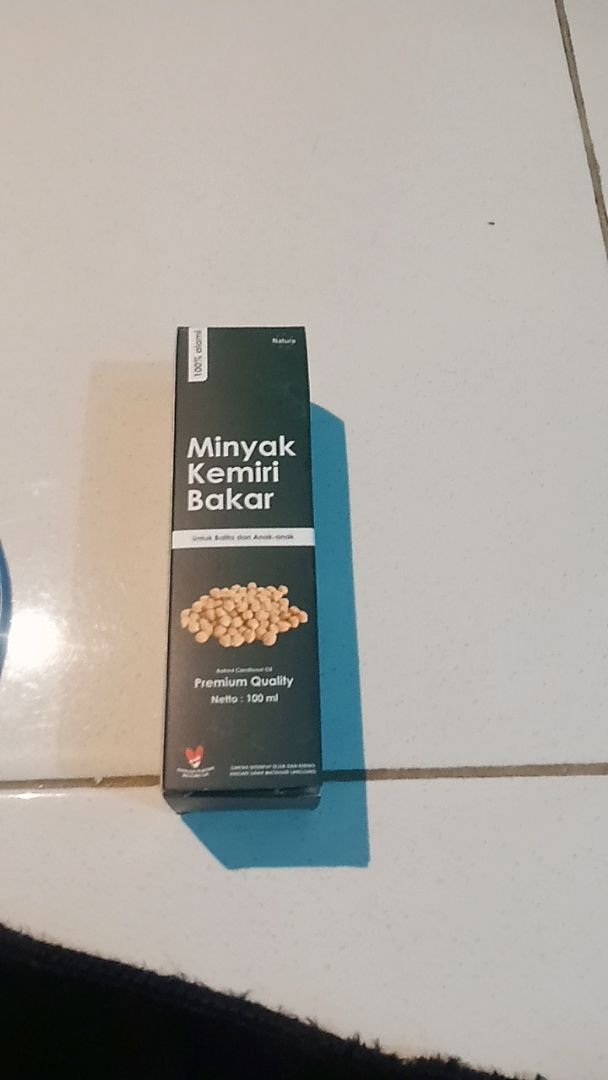 100% alami
Nature
Minyak
Kemiri
Bakar
Untuk Balita dan Anak-anak
Baked Candlenut Oil
Premium Quality
Netto : 100 ml